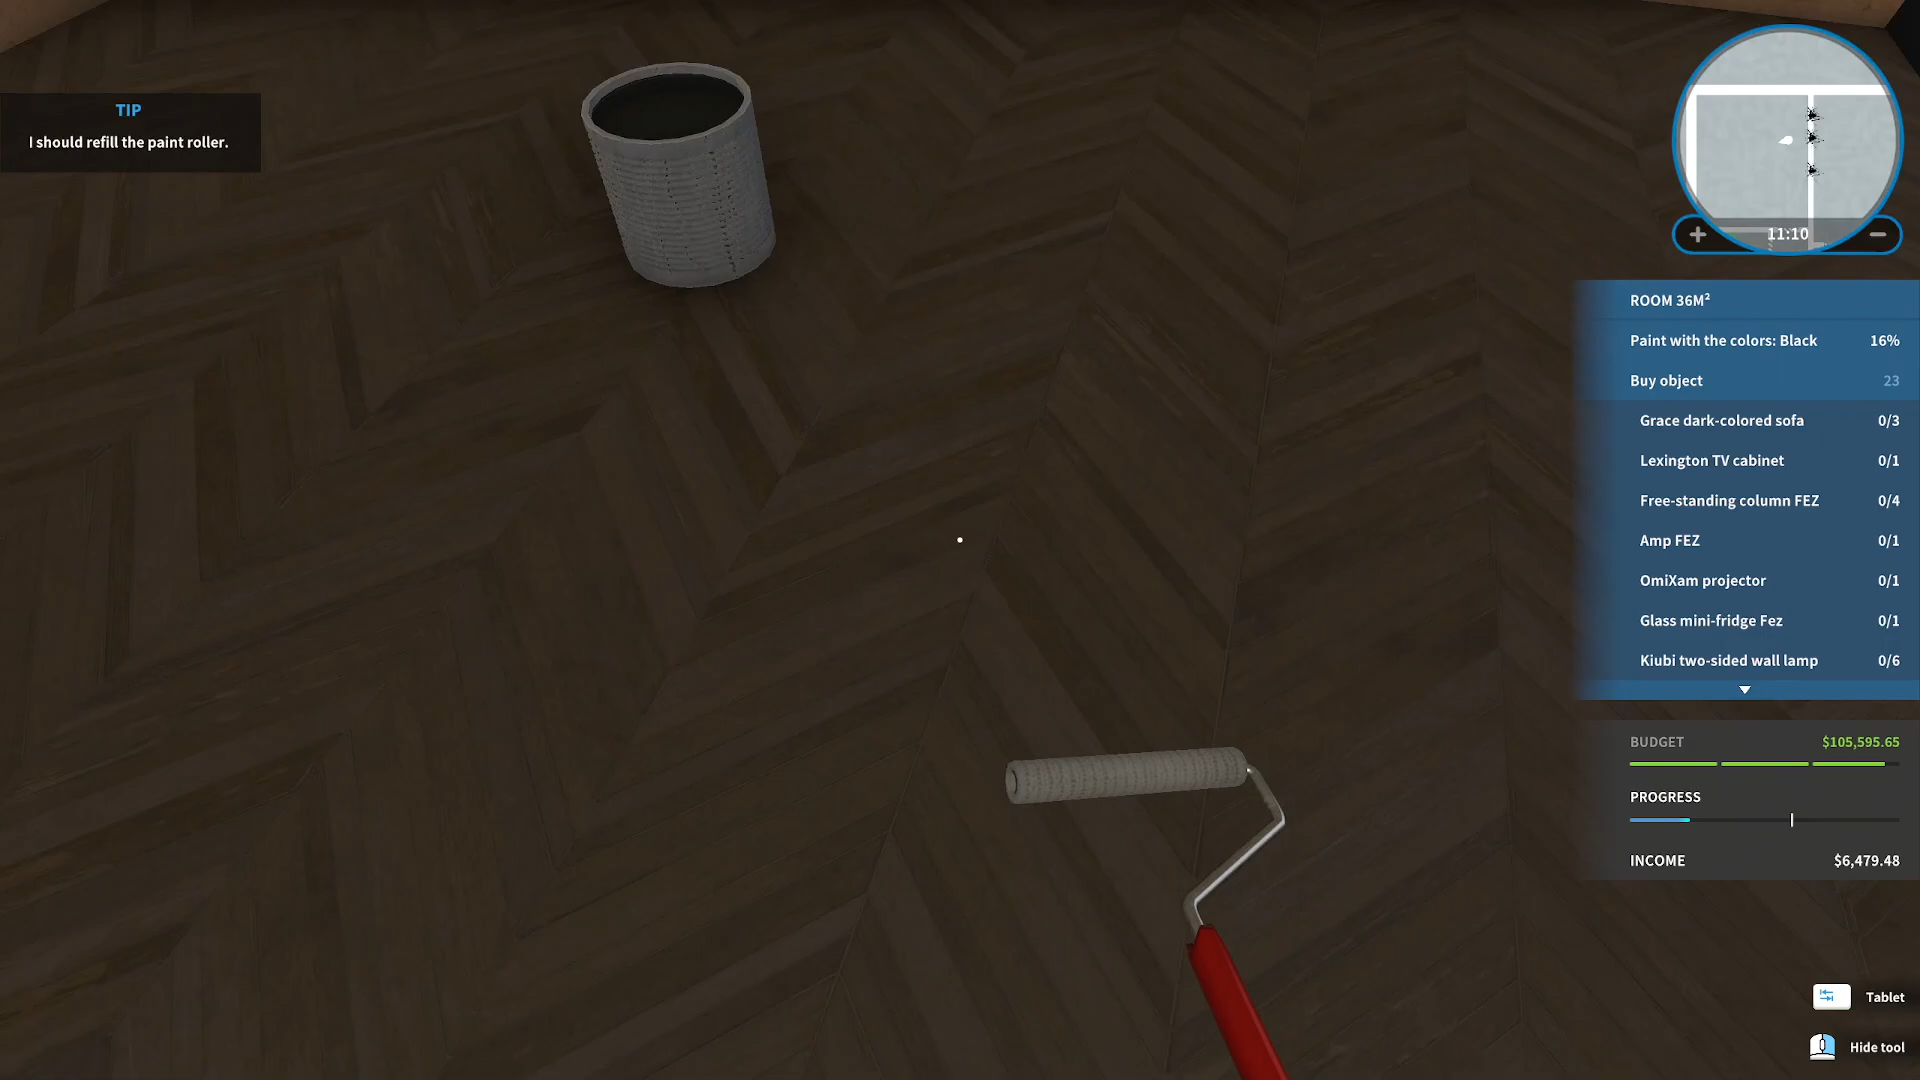 TIP
I should refill the paint roller.
11:10
ROOM 36M²
Paint with the colors: Black 16%
Buy object 23
Grace dark-colored sofa 0/3
Lexington TV cabinet 0/1
Free-standing column FEZ 0/4
Amp FEZ 0/1
OmiXam projector 0/1
Glass mini-fridge Fez 0/1
Kiubi two-sided wall lamp 0/6
BUDGET $105,595.65
PROGRESS
INCOME $6,479.48
Tablet
Hide tool